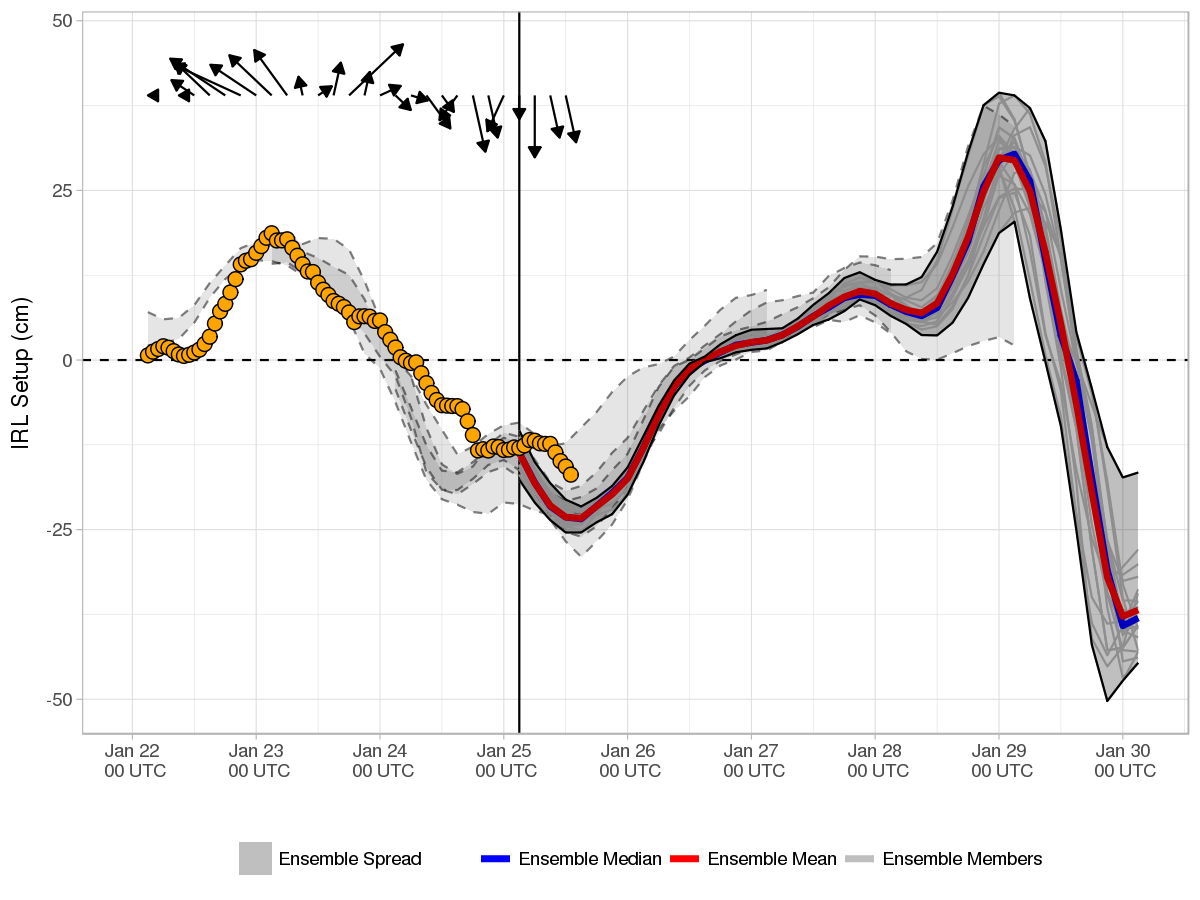 50
25
0
-25
-50
IRL Setup (cm)
Jan 22 Jan 23 Jan 24 Jan 25 Jan 26 Jan 27 Jan 28 Jan 29 Jan 30
00 UTC 00 UTC 00 UTC 00 UTC 00 UTC 00 UTC 00 UTC 00 UTC 00 UTC
Ensemble Spread Ensemble Median Ensemble Mean Ensemble Members